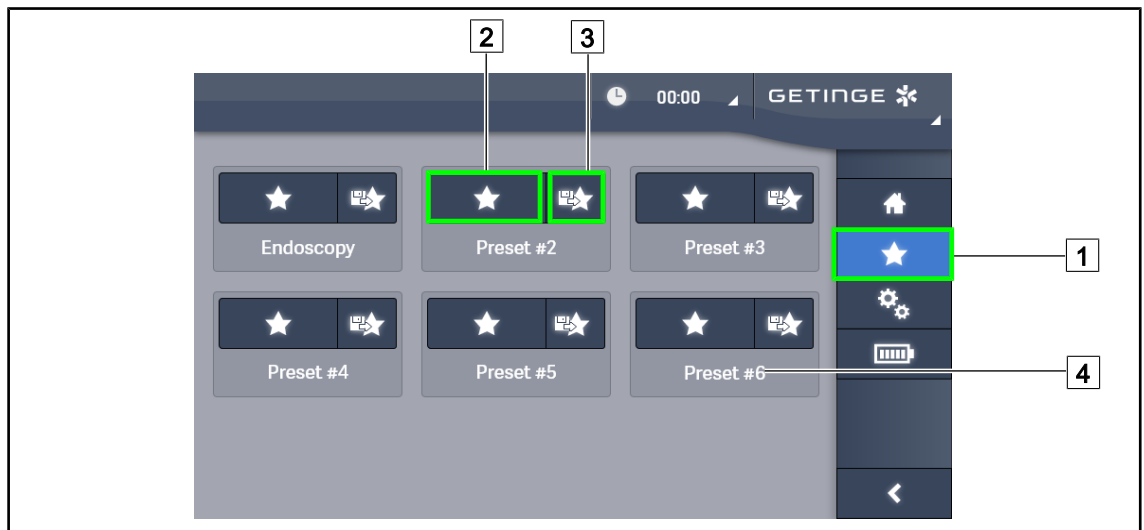 2 3
00:00 GETINGE
Endoscopy Preset #2 Preset #3
1
Preset #4 Preset #5 Preset #6
4